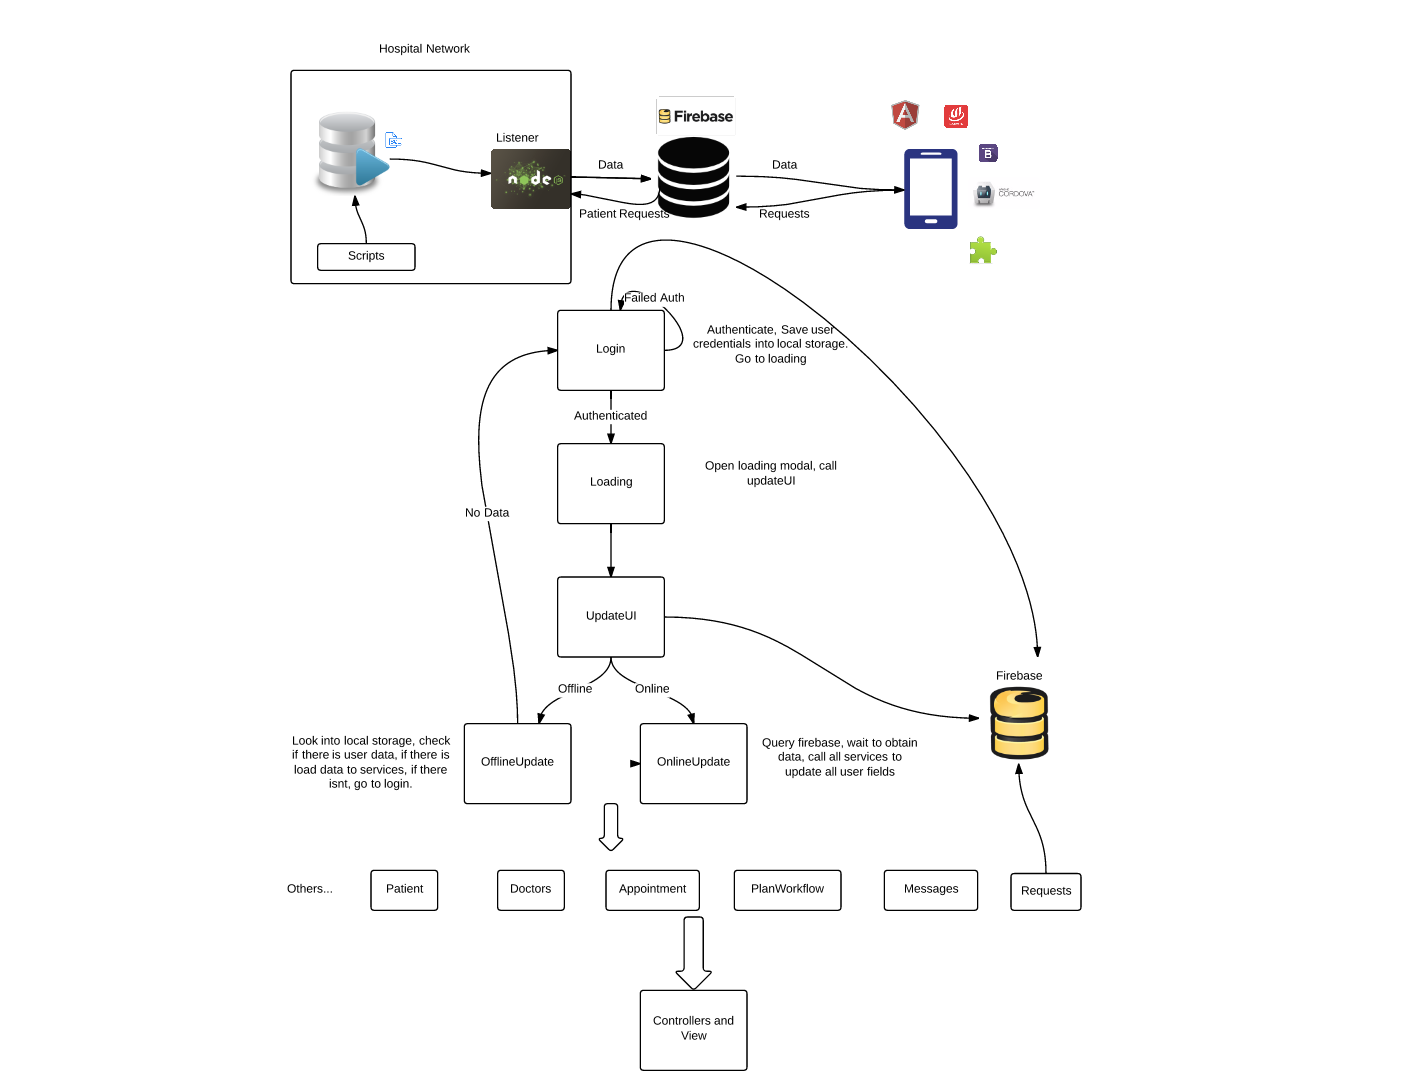 Hospital Network
Listener
node
Scripts
Data
Patient Requests
Firebase
Data
Requests
B
CORDOVA
Failed Auth
Login
Authenticate, Save user
credentials into local storage.
Go to loading
Authenticated
Loading
Open loading modal, call
updateUI
No Data
UpdateUI
Offline
Online
Firebase
Look into local storage, check
if there is user data, if there is
load data to services, if there
isnt, go to login.
OfflineUpdate
OnlineUpdate
Query firebase, wait to obtain
data, call all services to
update all user fields
Others...
Patient
Doctors
Appointment
PlanWorkflow
Messages
Requests
Controllers and
View